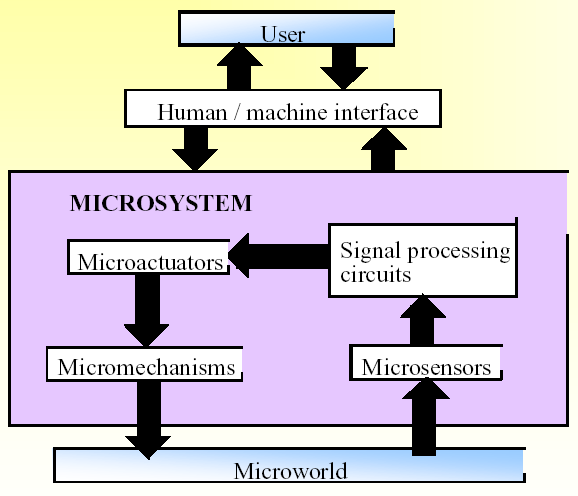 User
Human / machine interface
MICROSYSTEM
Signal processing
circuits
Microactuators
Micromechanisms
Microsensors
Microworld